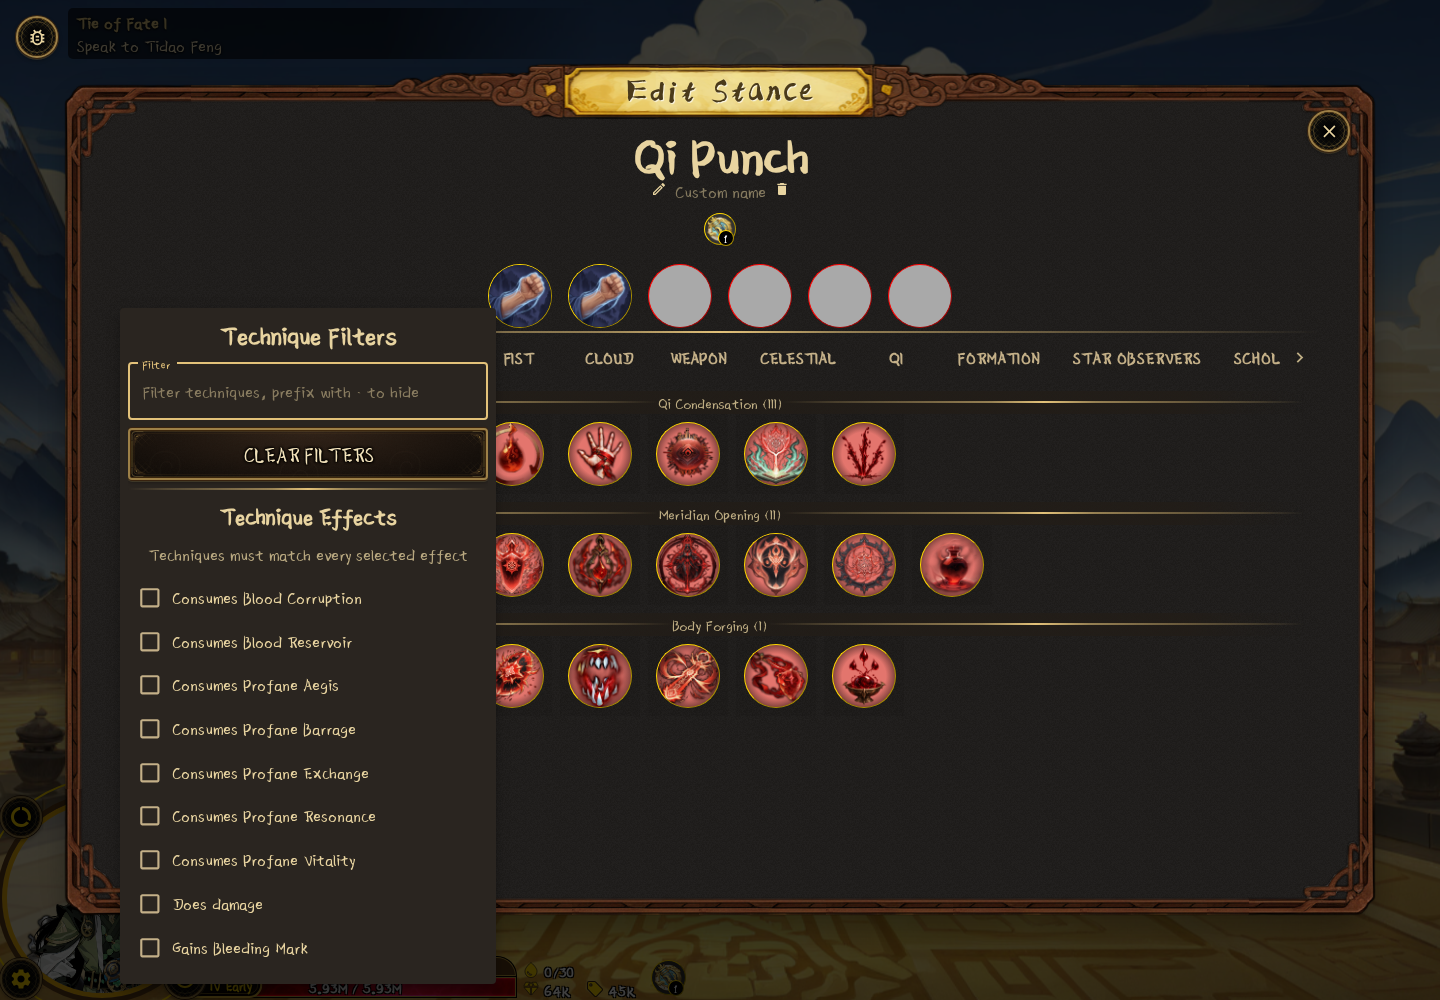 Tie of Fate I
Speak to Tidao Feng
Edit Stance
Qi Punch
Custom name
FIST
CLOUD
WEAPON
CELESTIAL
QI
FORMATION
STAR OBSERVERS
SCHOL
Technique Filters
Filter
Filter techniques, prefix with - to hide
CLEAR FILTERS
Technique Effects
Techniques must match every selected effect
Consumes Blood Corruption
Consumes Blood Reservoir
Consumes Profane Aegis
Consumes Profane Barrage
Consumes Profane Exchange
Consumes Profane Resonance
Consumes Profane Vitality
Does damage
Gains Bleeding Mark
Qi Condensation (III)
Meridian Opening (II)
Body Forging (I)
IV Early
5.93M / 5.93M
0/30
64k
45k